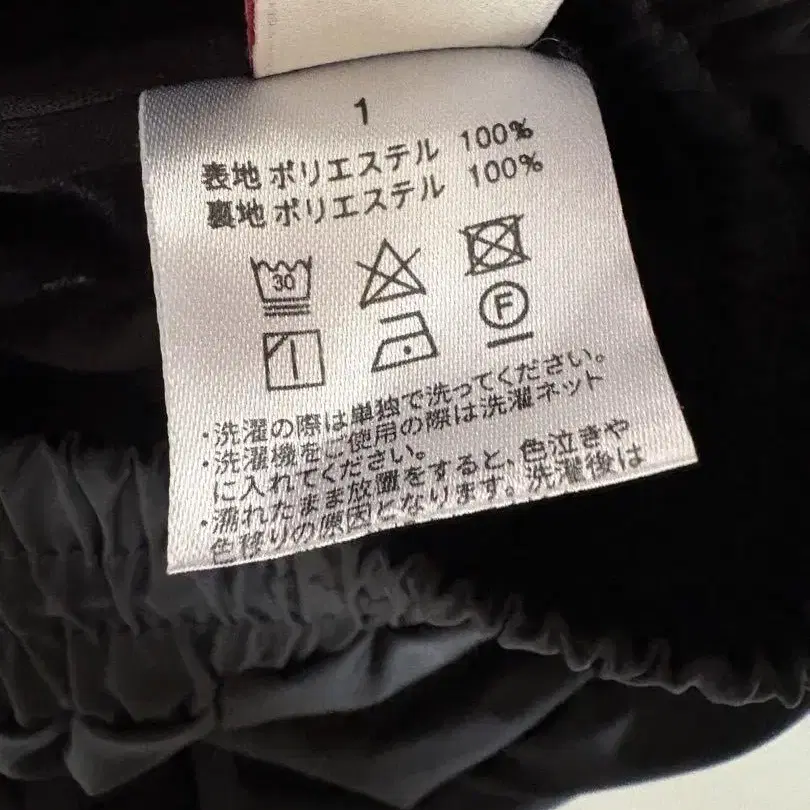 1
表地 ポリエステル 100%
裏地 ポリエステル 100%
30
F
・洗濯の際は単独で洗ってください。
・洗濯機をご使用の際は洗濯ネット
に入れてください。
・濡れたまま放置をすると、色泣きや
色移りの原因となります。洗濯後は